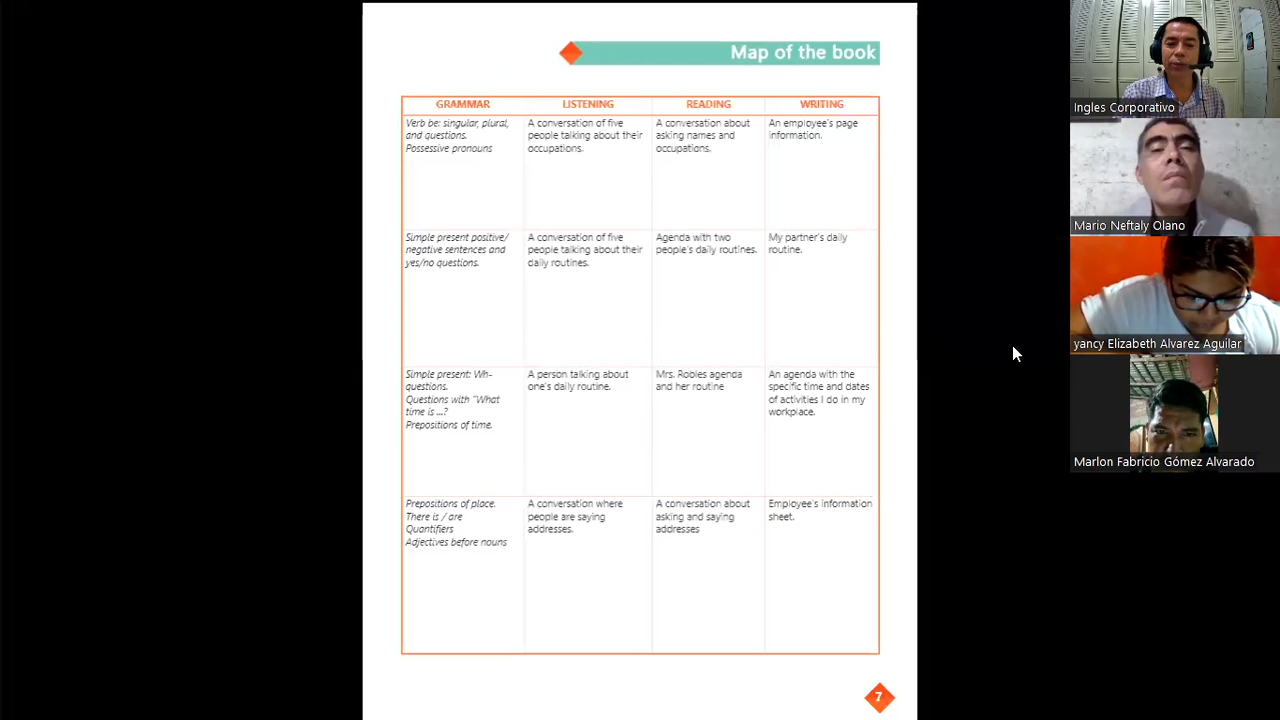 Map of the book
GRAMMAR
LISTENING
READING
WRITING
Verb be: singular, plural,
and questions.
Possessive pronouns
A conversation of five
people talking about their
occupations.
A conversation about
asking names and
occupations.
An employee's page
information.
Simple present positive/
negative sentences and
yes/no questions.
A conversation of five
people talking about their
daily routines.
Agenda with two
people's daily routines.
My partner's daily
routine.
Simple present: Wh-
questions.
Questions with "What
time is ...?
Prepositions of time.
A person talking about
one's daily routine.
Mrs. Robles agenda
and her routine
An agenda with the
specific time and dates
of activities I do in my
workplace.
Prepositions of place.
There is / are
Quantifiers
Adjectives before nouns
A conversation where
people are saying
addresses.
A conversation about
asking and saying
addresses
Employee's information
sheet.
7
Ingles Corporativo
Mario Neftaly Olano
yancy Elizabeth Alvarez Aguilar
Marlon Fabricio Gómez Alvarado